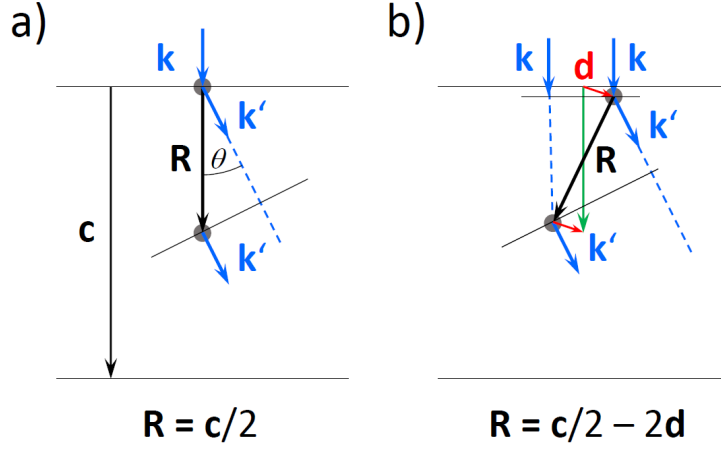 a)
k
k‘
R
θ
c
k‘
R = c/2
b)
k
d
k
k‘
R
k‘
R = c/2 – 2d